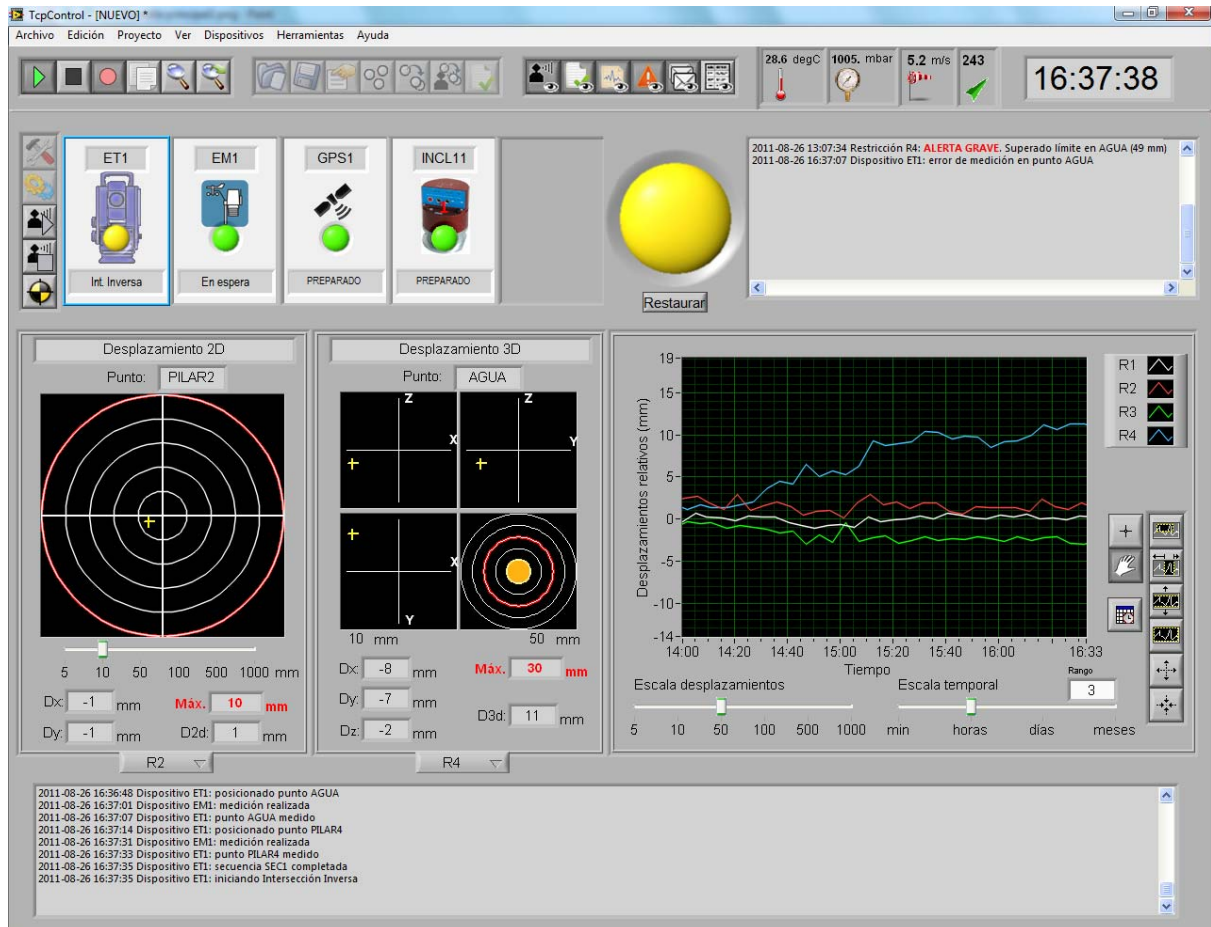 TcpControl - [NUEVO] *
Archivo Edición Proyecto Ver Dispositivos Herramientas Ayuda
28.6 degC 1005. mbar 5.2 m/s 243
16:37:38
ET1 EM1 GPS1 INCL11
Int. Inversa En espera PREPARADO PREPARADO
Restaurar
2011-08-26 13:07:34 Restricción R4: ALERTA GRAVE. Superado límite en AGUA (49 mm)
2011-08-26 16:37:07 Dispositivo ET1: error de medición en punto AGUA
Desplazamiento 2D
Punto: PILAR2
5 10 50 100 500 1000 mm
Dx: -1 mm Máx. 10 mm
Dy: -1 mm D2d: 1 mm
R2
Desplazamiento 3D
Punto: AGUA
Z Z
X Y
X
Y
10 mm 50 mm
Dx: -8 mm Máx. 30 mm
Dy: -7 mm D3d: 11 mm
Dz: -2 mm
R4
Desplazamientos relativos (mm)
19
15
10
5
0
-5
-10
-14
14:00 14:20 14:40 15:00 15:20 15:40 16:00 16:33
Tiempo
R1
R2
R3
R4
Rango
3
Escala desplazamientos Escala temporal
5 10 50 100 500 1000 min horas días meses
2011-08-26 16:36:48 Dispositivo ET1: posicionado punto AGUA
2011-08-26 16:37:01 Dispositivo EM1: medición realizada
2011-08-26 16:37:07 Dispositivo ET1: punto AGUA medido
2011-08-26 16:37:14 Dispositivo ET1: posicionado punto PILAR4
2011-08-26 16:37:31 Dispositivo EM1: medición realizada
2011-08-26 16:37:33 Dispositivo ET1: punto PILAR4 medido
2011-08-26 16:37:35 Dispositivo ET1: secuencia SEC1 completada
2011-08-26 16:37:35 Dispositivo ET1: iniciando Intersección Inversa